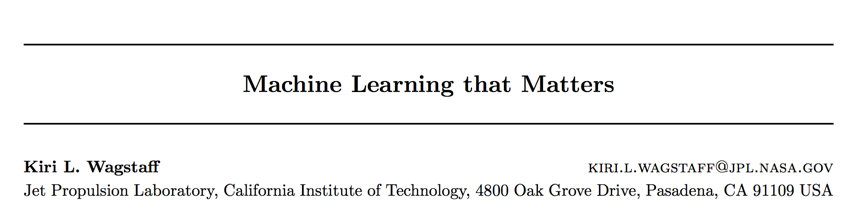 Machine Learning that Matters
Kiri L. Wagstaff KIRI.L.WAGSTAFF@JPL.NASA.GOV
Jet Propulsion Laboratory, California Institute of Technology, 4800 Oak Grove Drive, Pasadena, CA 91109 USA